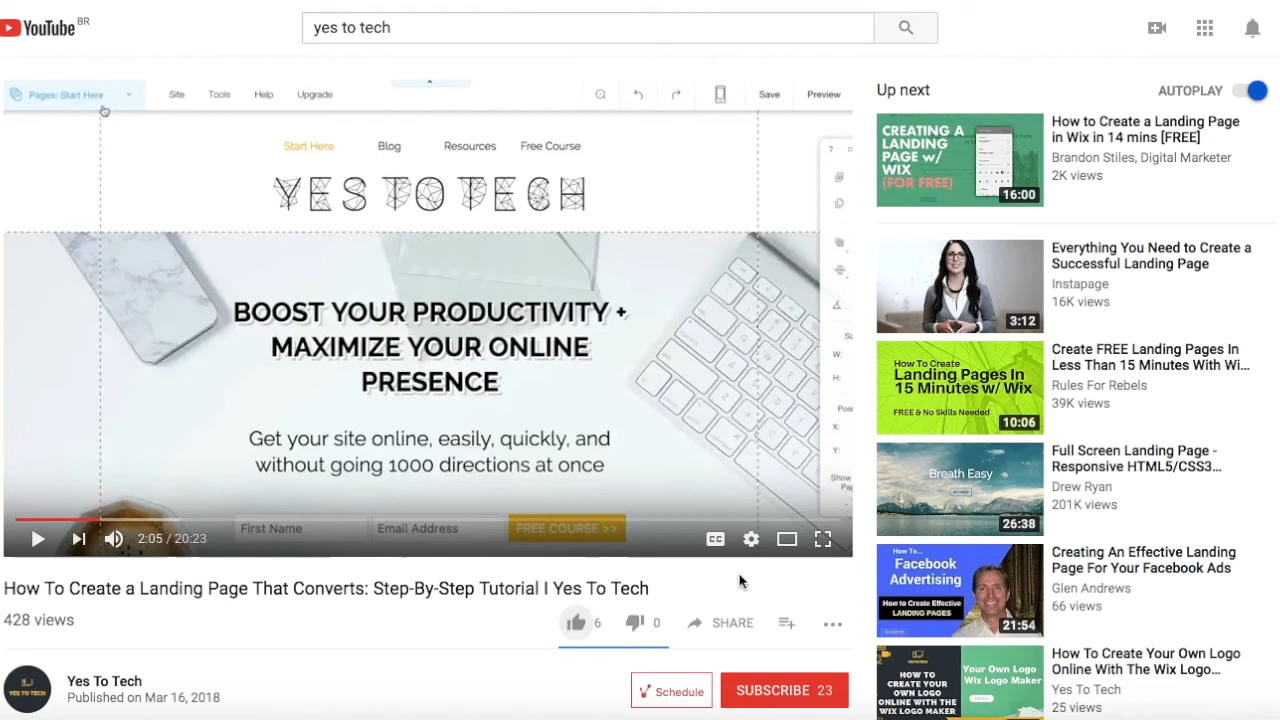 YouTube BR
yes to tech
Pages: Start Here
Site
Tools
Help
Upgrade
Save
Preview
Start Here
Blog
Resources
Free Course
YES TO TECH
BOOST YOUR PRODUCTIVITY +
MAXIMIZE YOUR ONLINE
PRESENCE
Get your site online, easily, quickly, and
without going 1000 directions at once
First Name
Email Address
FREE COURSE >>
?
W:
H:
X:
Y:
Show
2:05 / 20:23
CC
How To Create a Landing Page That Converts: Step-By-Step Tutorial I Yes To Tech
428 views
6
0
SHARE
YES TO TECH
Yes To Tech
Published on Mar 16, 2018
Schedule
SUBSCRIBE 23
Up next
AUTOPLAY
CREATING A
LANDING
PAGE w/
WIX
(FOR FREE)
16:00
How to Create a Landing Page
in Wix in 14 mins [FREE]
Brandon Stiles, Digital Marketer
2K views
3:12
Everything You Need to Create a
Successful Landing Page
Instapage
16K views
How To Create
Landing Pages In
15 Minutes w/ Wix
FREE & No Skills Needed
10:06
Create FREE Landing Pages In
Less Than 15 Minutes With Wi...
Rules For Rebels
39K views
Breath Easy
26:38
Full Screen Landing Page -
Responsive HTML5/CSS3...
Drew Ryan
201K views
How To...
Facebook
Advertising
How to Create Effective
LANDING PAGES
21:54
Creating An Effective Landing
Page For Your Facebook Ads
Glen Andrews
66 views
YES TO TECH
HOW TO
CREATE YOUR
OWN LOGO
ONLINE WITH THE
WIX LOGO MAKER
Your Own Logo
Wix Logo Maker
How To Create Your Own Logo
Online With The Wix Logo...
Yes To Tech
25 views